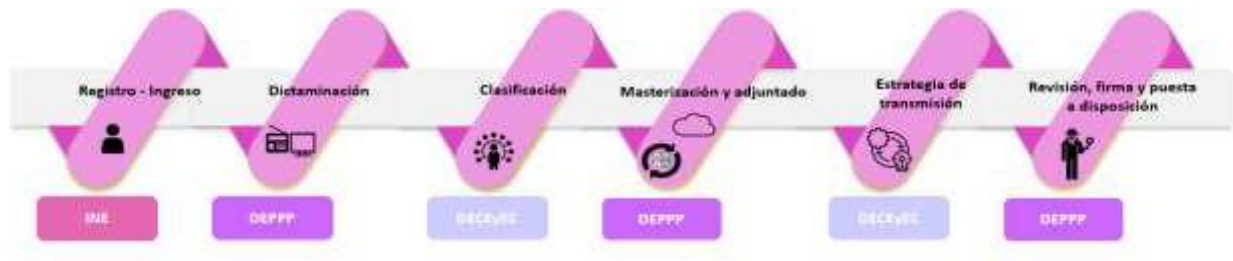 Registro - Ingreso
Dictaminación
Clasificación
Masterización y adjuntado
Estrategia de
transmisión
Revisión, firma y puesta
a disposición
INE
DEPPP
DECEyEC
DEPPP
DECEyEC
DEPPP